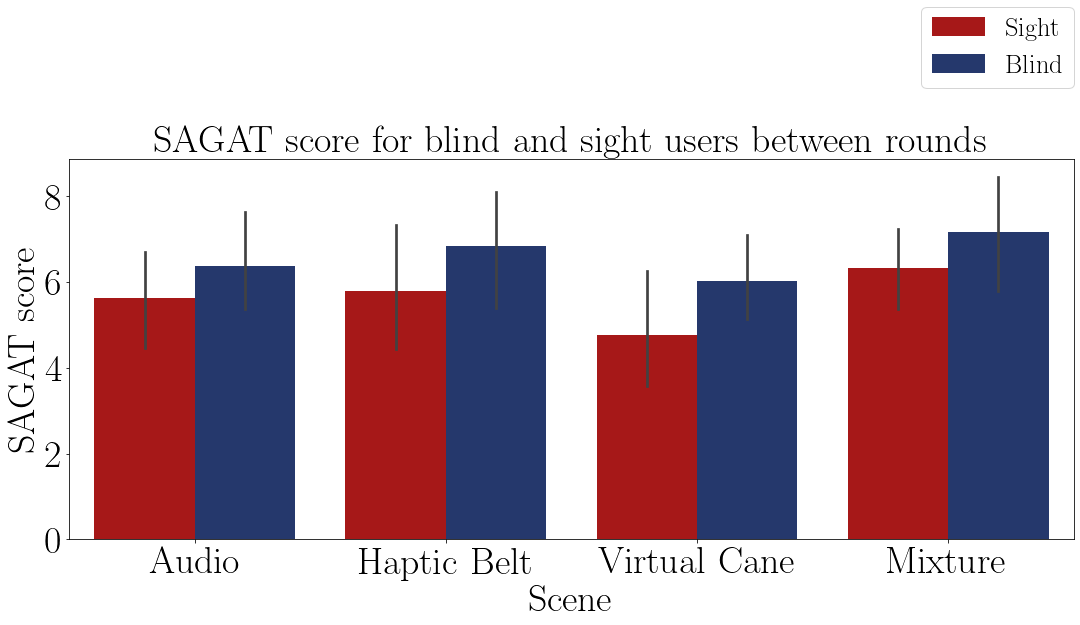 Sight
Blind
SAGAT score for blind and sight users between rounds
SAGAT score
8
6
4
2
0
Audio
Haptic Belt
Virtual Cane
Mixture
Scene